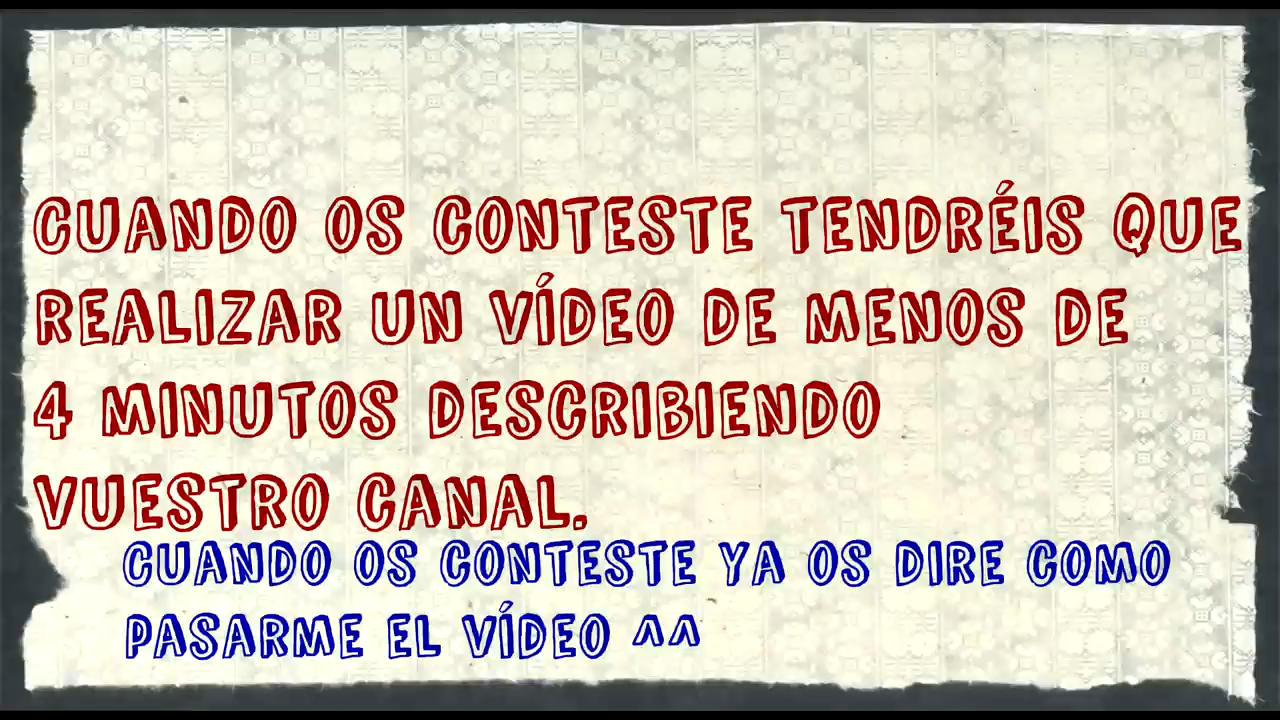 CUANDO OS CONTESTE TENDRÉIS QUE
REALIZAR UN VÍDEO DE MENOS DE
4 MINUTOS DESCRIBIENDO
VUESTRO CANAL.
CUANDO OS CONTESTE YA OS DIRE COMO
PASARME EL VÍDEO ^^